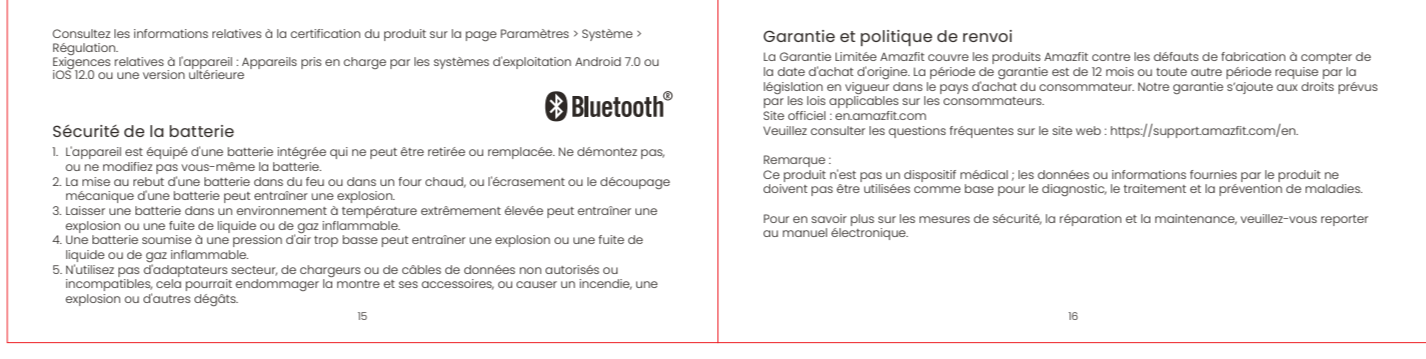 Consultez les informations relatives à la certification du produit sur la page Paramètres > Système >
Régulation.
Exigences relatives à l'appareil : Appareils pris en charge par les systèmes d'exploitation Android 7.0 ou
iOS 12.0 ou une version ultérieure
Bluetooth®
Sécurité de la batterie
1. L'appareil est équipé d'une batterie intégrée qui ne peut être retirée ou remplacée. Ne démontez pas,
ou ne modifiez pas vous-même la batterie.
2. La mise au rebut d'une batterie dans du feu ou dans un four chaud, ou l'écrasement ou le découpage
mécanique d'une batterie peut entraîner une explosion.
3. Laisser une batterie dans un environnement à température extrêmement élevée peut entraîner une
explosion ou une fuite de liquide ou de gaz inflammable.
4. Une batterie soumise à une pression d'air trop basse peut entraîner une explosion ou une fuite de
liquide ou de gaz inflammable.
5. N'utilisez pas d'adaptateurs secteur, de chargeurs ou de câbles de données non autorisés ou
incompatibles, cela pourrait endommager la montre et ses accessoires, ou causer un incendie, une
explosion ou d'autres dégâts.
15
Garantie et politique de renvoi
La Garantie Limitée Amazfit couvre les produits Amazfit contre les défauts de fabrication à compter de
la date d'achat d'origine. La période de garantie est de 12 mois ou toute autre période requise par la
législation en vigueur dans le pays d'achat du consommateur. Notre garantie s'ajoute aux droits prévus
par les lois applicables sur les consommateurs.
Site officiel : en.amazfit.com
Veuillez consulter les questions fréquentes sur le site web : https://support.amazfit.com/en.
Remarque :
Ce produit n'est pas un dispositif médical ; les données ou informations fournies par le produit ne
doivent pas être utilisées comme base pour le diagnostic, le traitement et la prévention de maladies.
Pour en savoir plus sur les mesures de sécurité, la réparation et la maintenance, veuillez-vous reporter
au manuel électronique.
16